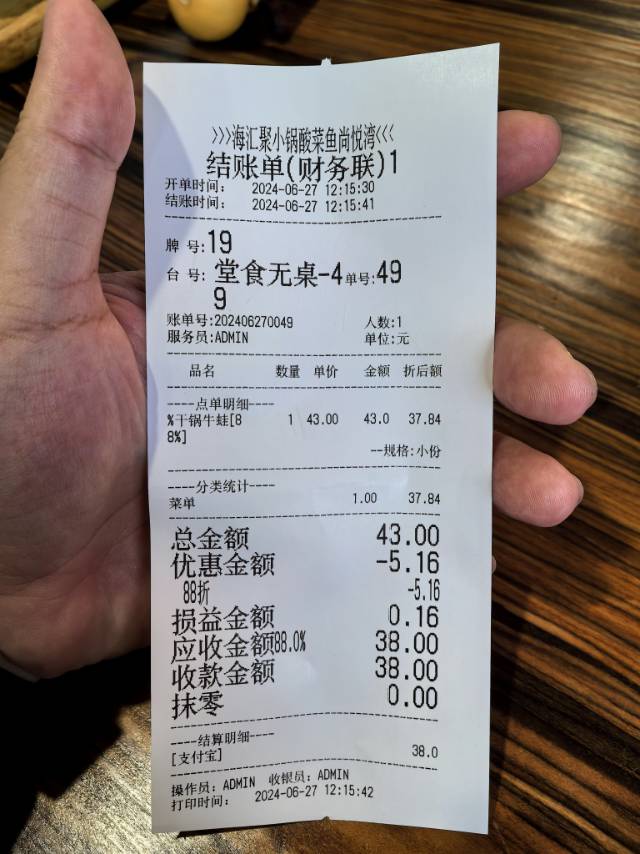 >>>海汇聚小锅酸菜鱼尚悦湾<<<
结账单(财务联)1
开单时间: 2024-06-27 12:15:30
结账时间: 2024-06-27 12:15:41
牌 号:19
台 号: 堂食无桌-4单号:49
9
账单号:202406270049 人数:1
服务员:ADMIN 单位:元
品名 数量 单价 金额 折后额
----点单明细----
%干锅牛蛙[8 1 43.00 43.0 37.84
8%]
--规格:小份
----分类统计----
菜单 1.00 37.84
总金额 43.00
优惠金额 -5.16
88折 -5.16
损益金额 0.16
应收金额88.0% 38.00
收款金额 38.00
抹零 0.00
----结算明细----
[支付宝] 38.0
操作员: ADMIN 收银员: ADMIN
打印时间: 2024-06-27 12:15:42